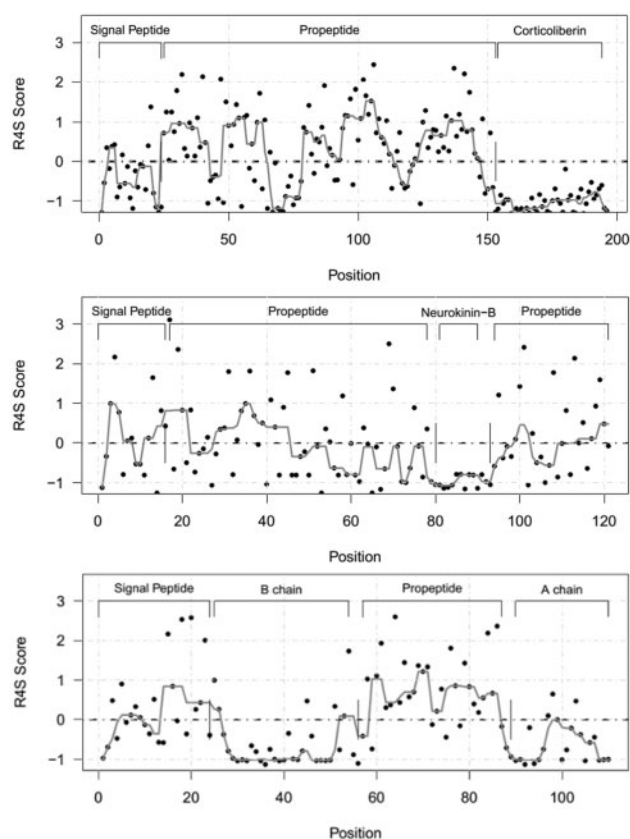 Signal Peptide Propeptide Corticoliberin
3
2
1
0
−1
R4S Score
0 50 100 150 200
Position
Signal Peptide Propeptide Neurokinin−B Propeptide
3
2
1
0
−1
R4S Score
0 20 40 60 80 100 120
Position
Signal Peptide B chain Propeptide A chain
3
2
1
0
−1
R4S Score
0 20 40 60 80 100
Position